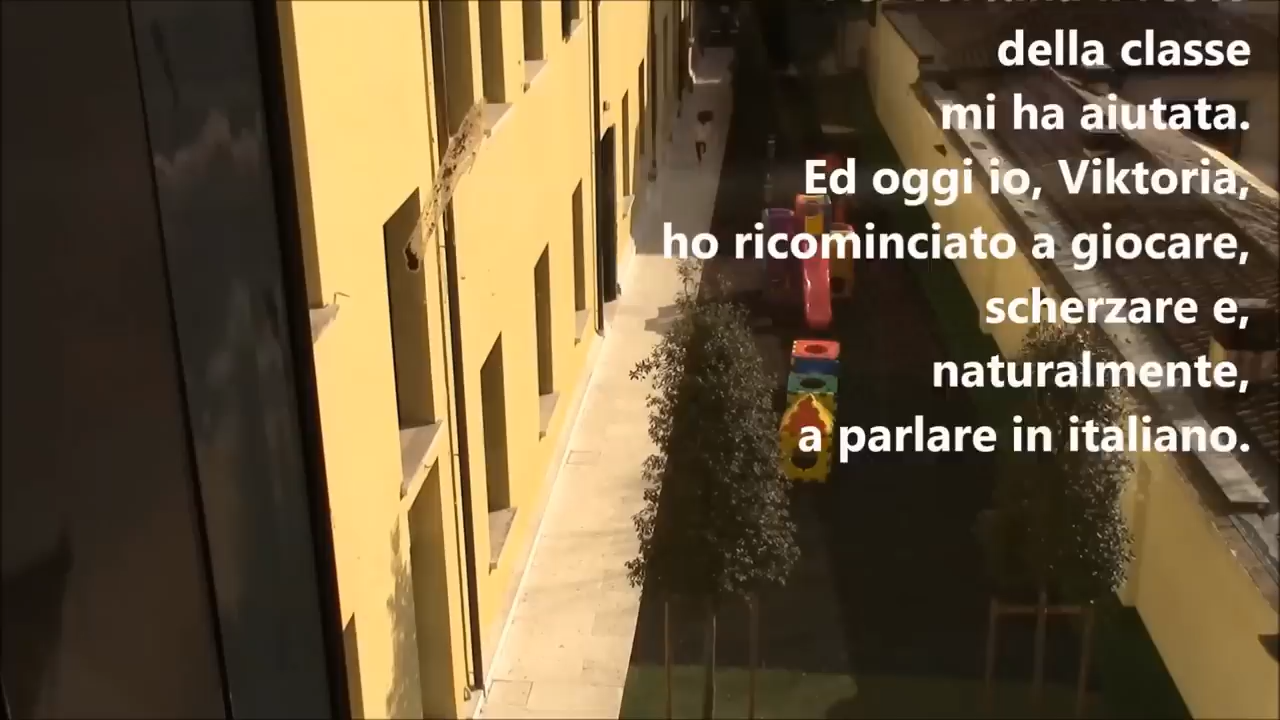 della classe
mi ha aiutata.
Ed oggi io, Viktoria,
ho ricominciato a giocare,
scherzare e,
naturalmente,
a parlare in italiano.